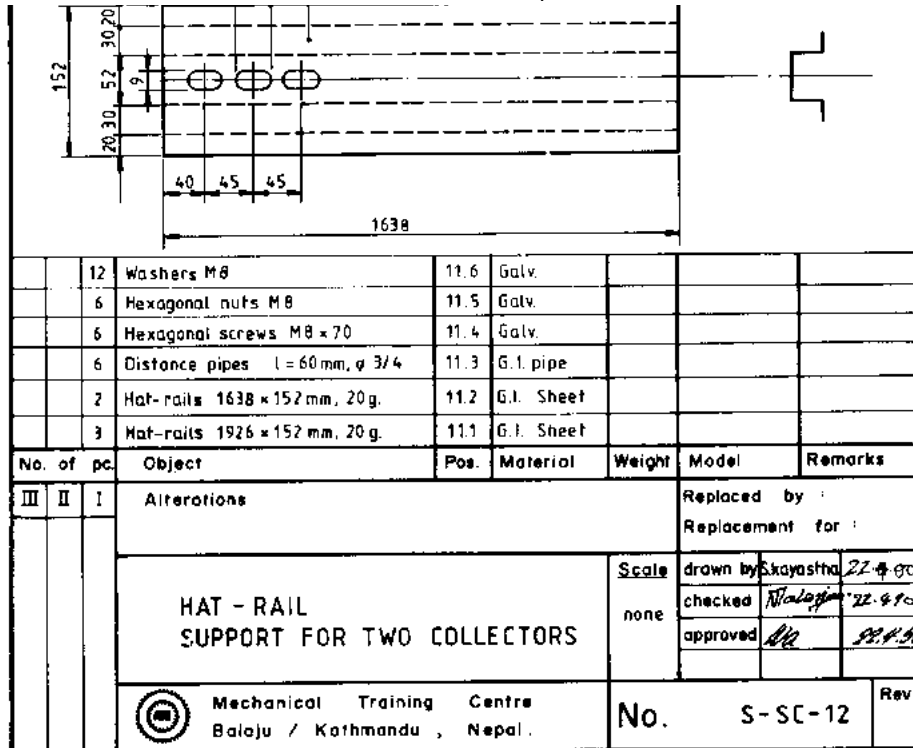 30 20
152
52
9
20 30
40 45 45
1638
12 Washers M8 11.6 Galv.
6 Hexagonal nuts M8 11.5 Galv.
6 Hexagonal screws M8 × 70 11.4 Galv.
6 Distance pipes l = 60 mm, φ 3/4 11.3 G.I. pipe
2 Hat-rails 1638 × 152 mm, 20 g. 11.2 G.I. Sheet
3 Hat-rails 1926 × 152 mm, 20 g. 11.1 G.I. Sheet
No. of pc. Object Pos. Material Weight Model Remarks
III II I Alterations Replaced by :
Replacement for :
Scale drawn by S.kayastha
none checked
approved
HAT - RAIL
SUPPORT FOR TWO COLLECTORS
Mechanical Training Centre
Balaju / Kathmandu , Nepal .
No. S-SC-12 Rev